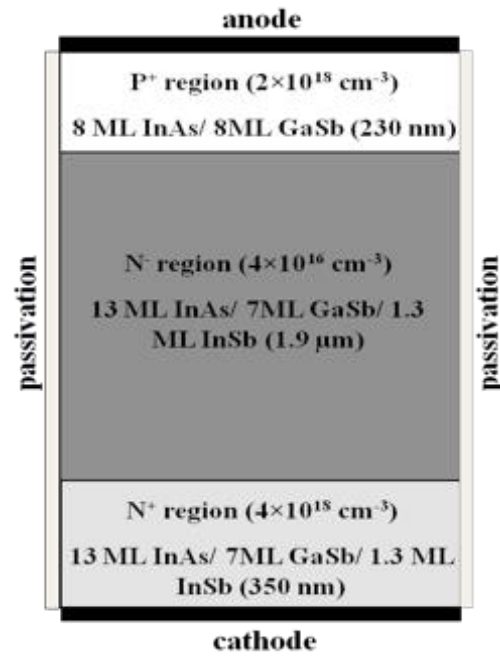 anode
P⁺ region (2×10¹⁸ cm⁻³)
8 ML InAs/ 8ML GaSb (230 nm)
N⁻ region (4×10¹⁶ cm⁻³)
13 ML InAs/ 7ML GaSb/ 1.3
ML InSb (1.9 µm)
passivation
passivation
N⁺ region (4×10¹⁸ cm⁻³)
13 ML InAs/ 7ML GaSb/ 1.3 ML
InSb (350 nm)
cathode